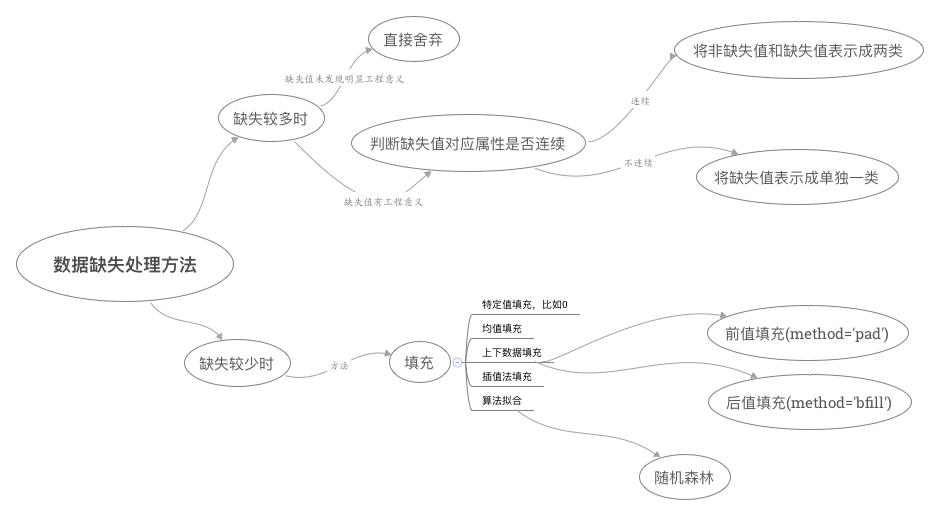 直接舍弃
将非缺失值和缺失值表示成两类
缺失值未发现明显工程意义
连续
缺失较多时
判断缺失值对应属性是否连续
不连续
将缺失值表示成单独一类
缺失值有工程意义
数据缺失处理方法
特定值填充，比如0
均值填充
前值填充(method='pad')
上下数据填充
缺失较少时
方法
填充
插值法填充
算法拟合
后值填充(method='bfill')
随机森林